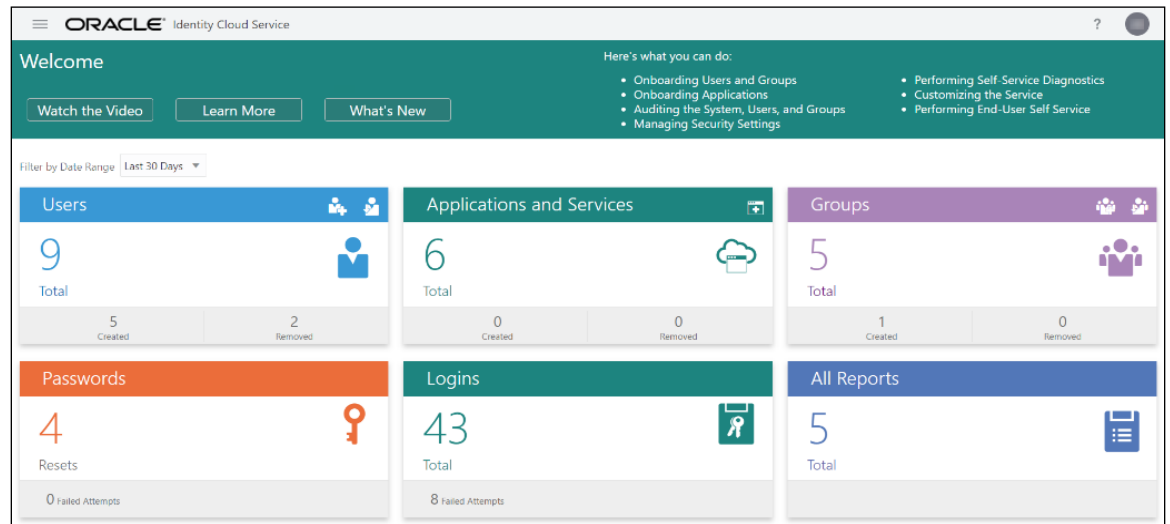 ORACLE Identity Cloud Service ?
Welcome
Watch the Video Learn More What's New
Here's what you can do:
• Onboarding Users and Groups
• Onboarding Applications
• Auditing the System, Users, and Groups
• Managing Security Settings
• Performing Self-Service Diagnostics
• Customizing the Service
• Performing End-User Self Service
Filter by Date Range Last 30 Days
Users
9
Total
5 2
Created Removed
Applications and Services
6
Total
0 0
Created Removed
Groups
5
Total
1 0
Created Removed
Passwords
4
Resets
0 Failed Attempts
Logins
43
Total
8 Failed Attempts
All Reports
5
Total